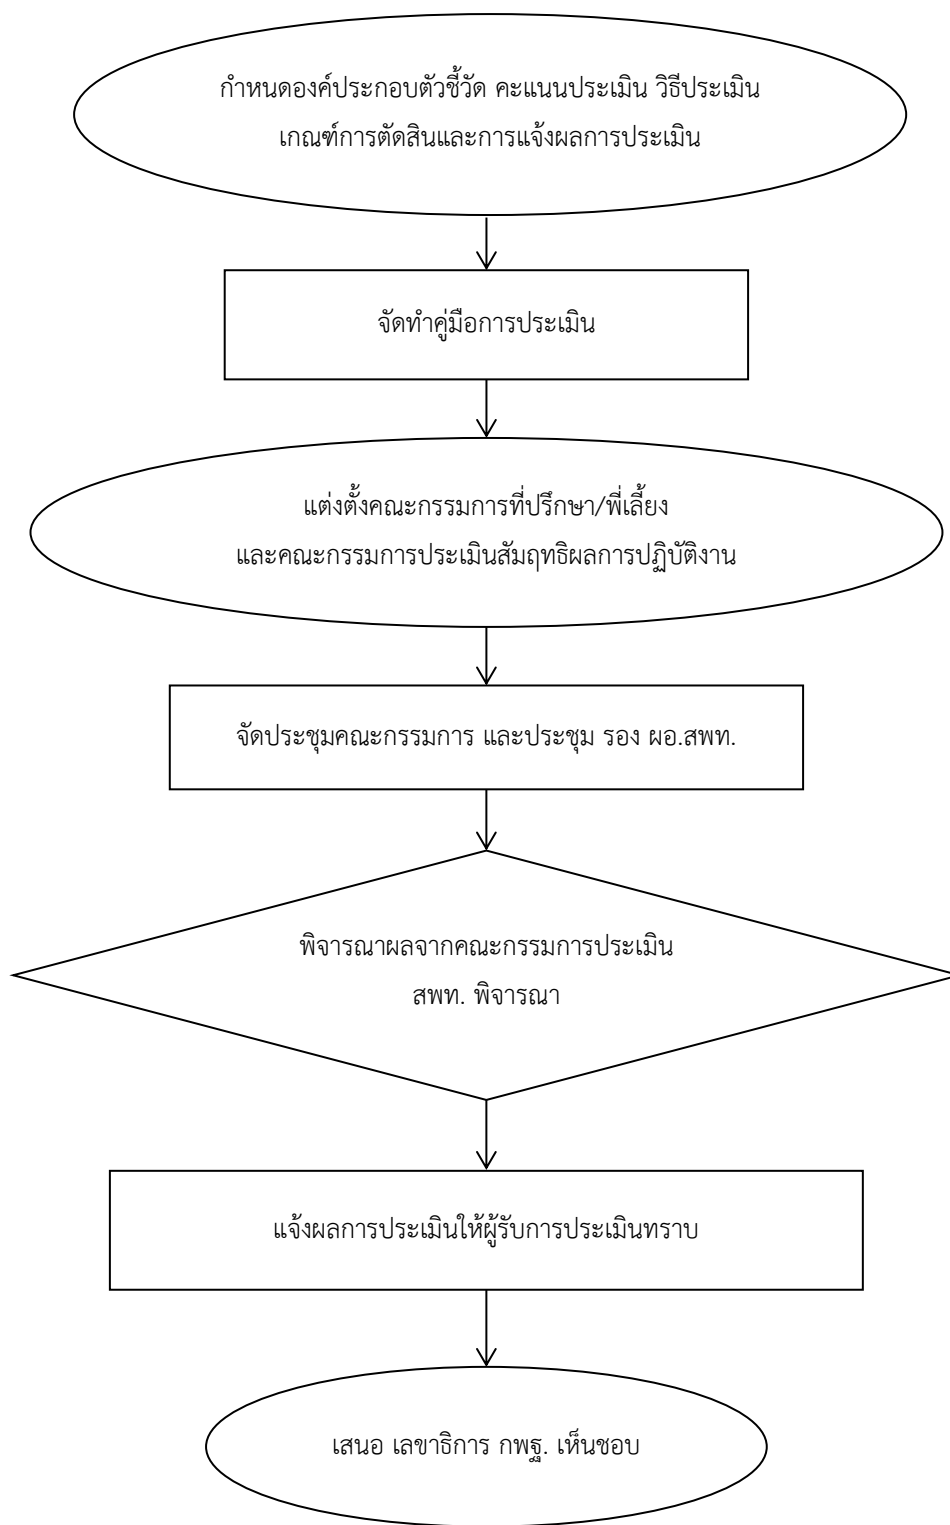 กำหนดองค์ประกอบตัวชี้วัด คะแนนประเมิน วิธีประเมิน
เกณฑ์การตัดสินและการแจ้งผลการประเมิน
จัดทำคู่มือการประเมิน
แต่งตั้งคณะกรรมการที่ปรึกษา/พี่เลี้ยง
และคณะกรรมการประเมินสัมฤทธิผลการปฏิบัติงาน
จัดประชุมคณะกรรมการ และประชุม รอง ผอ.สพท.
พิจารณาผลจากคณะกรรมการประเมิน
สพท. พิจารณา
แจ้งผลการประเมินให้ผู้รับการประเมินทราบ
เสนอ เลขาธิการ กพฐ. เห็นชอบ